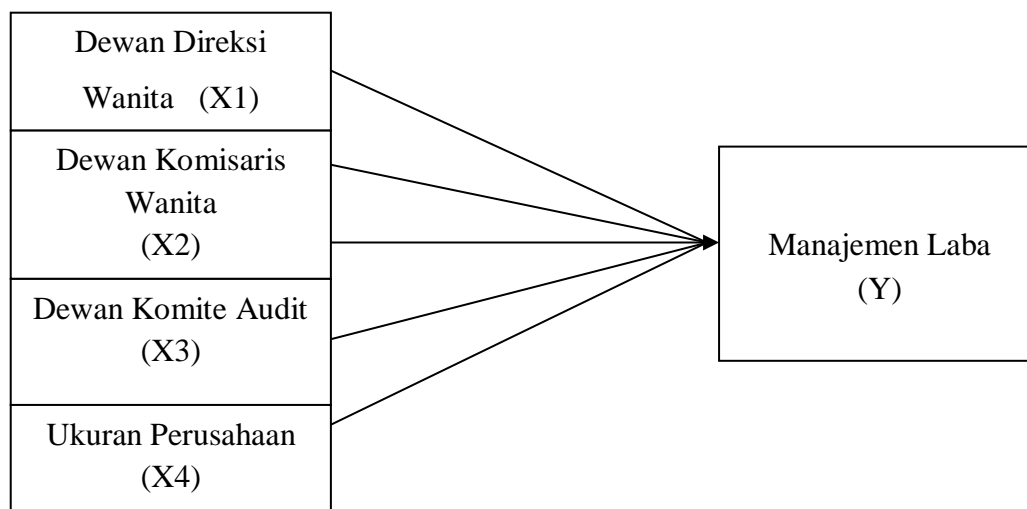 Dewan Direksi
Wanita (X1)
Dewan Komisaris
Wanita
(X2)
Dewan Komite Audit
(X3)
Ukuran Perusahaan
(X4)
Manajemen Laba
(Y)